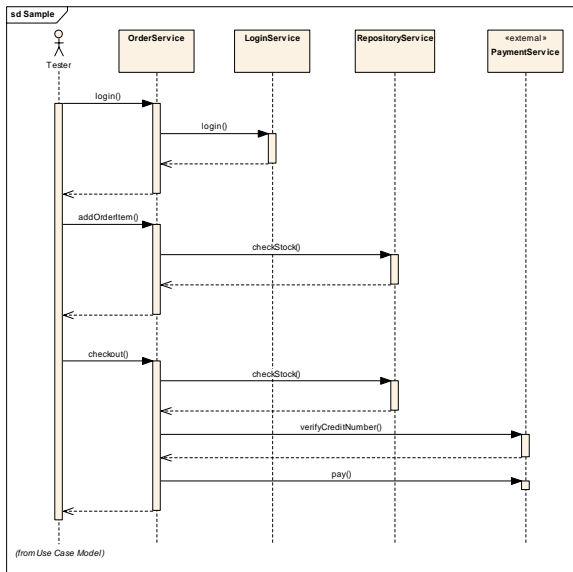 sd Sample
Tester
OrderService
LoginService
RepositoryService
«external»
PaymentService
login()
login()
addOrderItem()
checkStock()
checkout()
checkStock()
verifyCreditNumber()
pay()
(from Use Case Model)